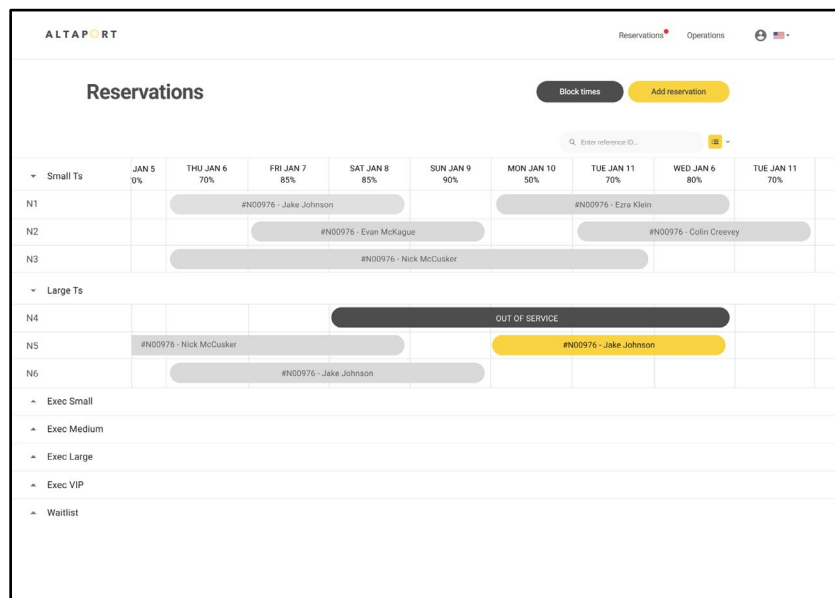 ALTAPORT
Reservations Operations
Reservations
Block times Add reservation
Enter reference ID...
Small Ts JAN 5 THU JAN 6 FRI JAN 7 SAT JAN 8 SUN JAN 9 MON JAN 10 TUE JAN 11 WED JAN 6 TUE JAN 11
0% 70% 85% 85% 90% 50% 70% 80% 70%
N1 #N00976 - Jake Johnson #N00976 - Ezra Klein
N2 #N00976 - Evan McKague #N00976 - Colin Creevey
N3 #N00976 - Nick McCusker
Large Ts
N4 OUT OF SERVICE
N5 #N00976 - Nick McCusker #N00976 - Jake Johnson
N6 #N00976 - Jake Johnson
Exec Small
Exec Medium
Exec Large
Exec VIP
Waitlist